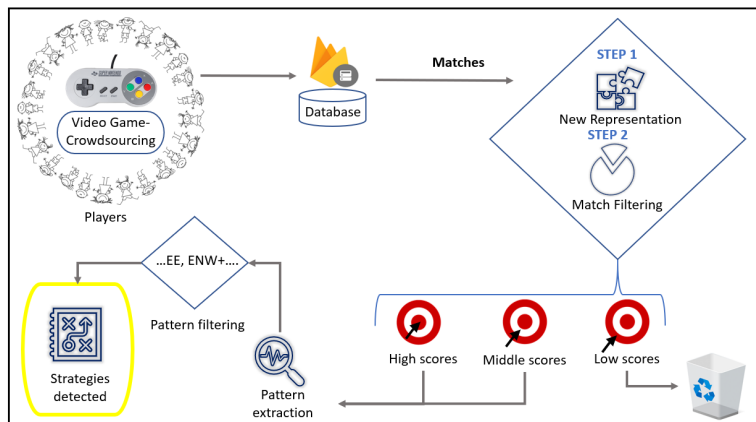 Video Game-
Crowdsourcing
Players
Database
Matches
STEP 1
New Representation
STEP 2
Match Filtering
...EE, ENW+....
Pattern filtering
Strategies
detected
Pattern
extraction
High scores
Middle scores
Low scores